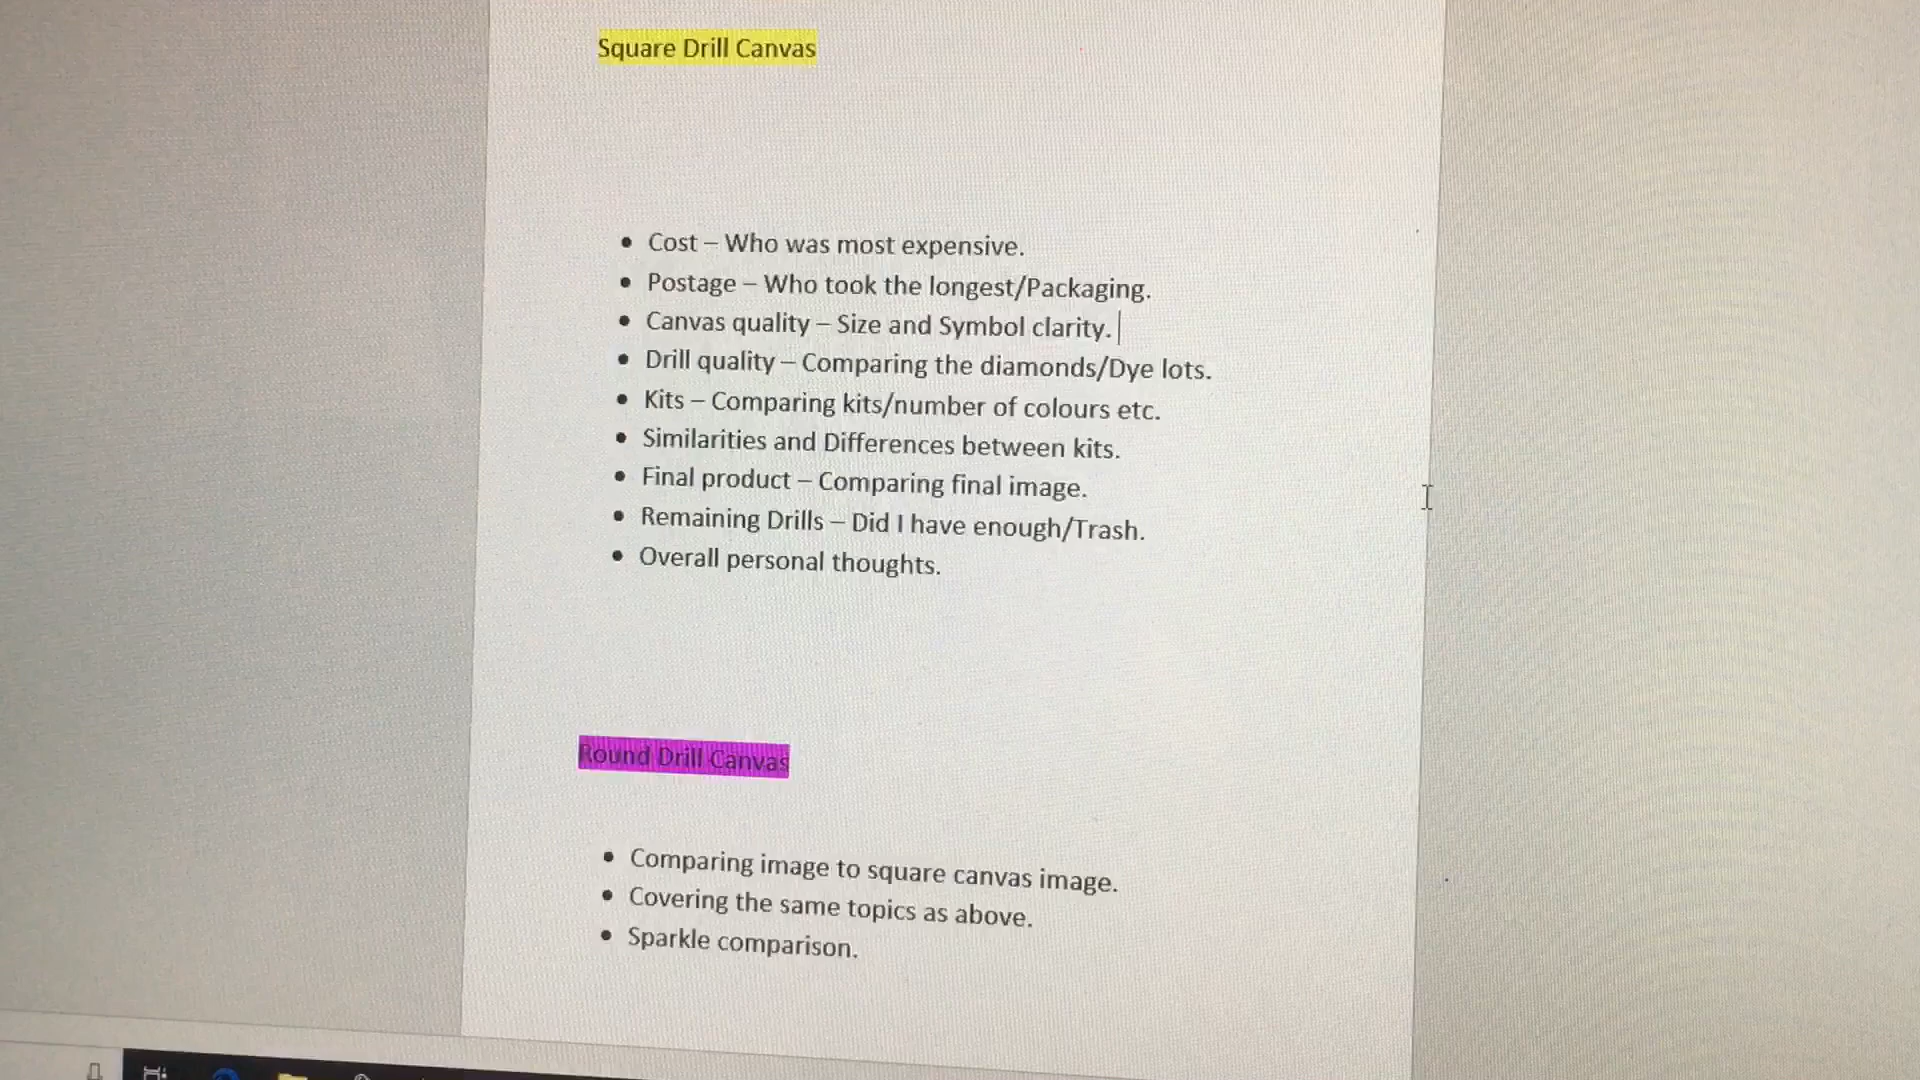 Square Drill Canvas
• Cost – Who was most expensive.
• Postage – Who took the longest/Packaging.
• Canvas quality – Size and Symbol clarity.
• Drill quality – Comparing the diamonds/Dye lots.
• Kits – Comparing kits/number of colours etc.
• Similarities and Differences between kits.
• Final product – Comparing final image.
• Remaining Drills – Did I have enough/Trash.
• Overall personal thoughts.
Round Drill Canvas
• Comparing image to square canvas image.
• Covering the same topics as above.
• Sparkle comparison.